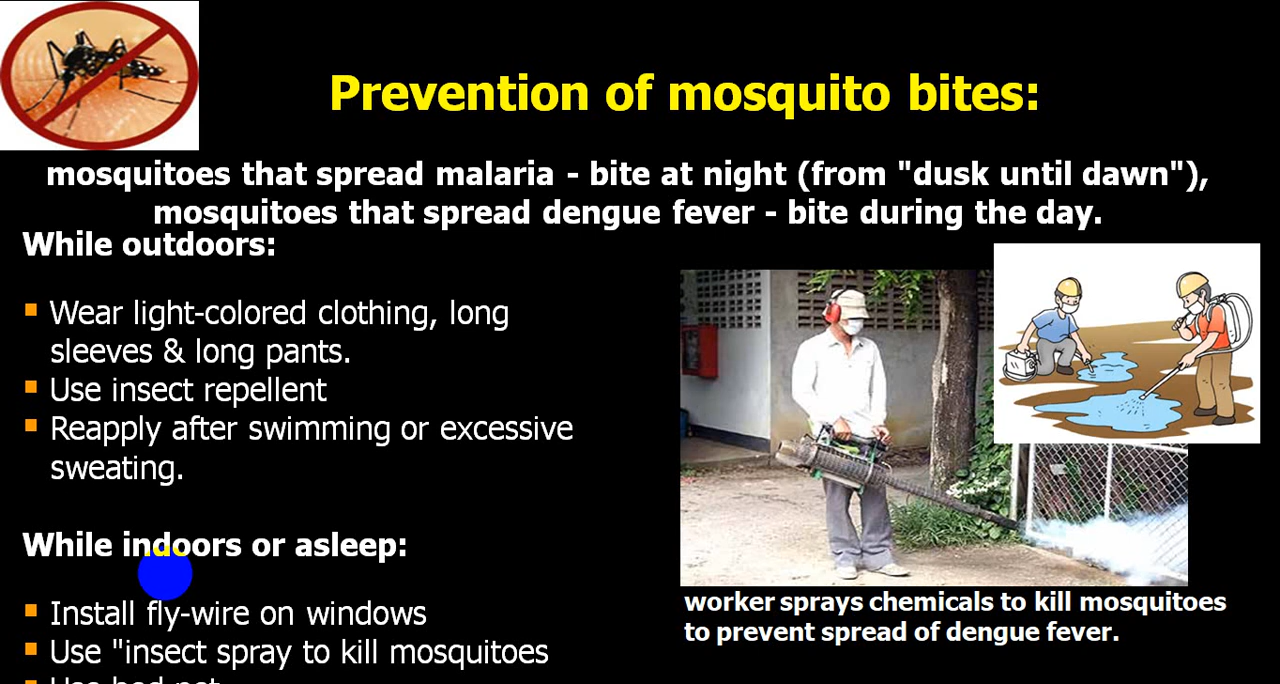 Prevention of mosquito bites:
mosquitoes that spread malaria - bite at night (from "dusk until dawn"),
mosquitoes that spread dengue fever - bite during the day.
While outdoors:
Wear light-colored clothing, long
sleeves & long pants.
Use insect repellent
Reapply after swimming or excessive
sweating.
While indoors or asleep:
Install fly-wire on windows
Use "insect spray to kill mosquitoes
Use bed net
worker sprays chemicals to kill mosquitoes
to prevent spread of dengue fever.